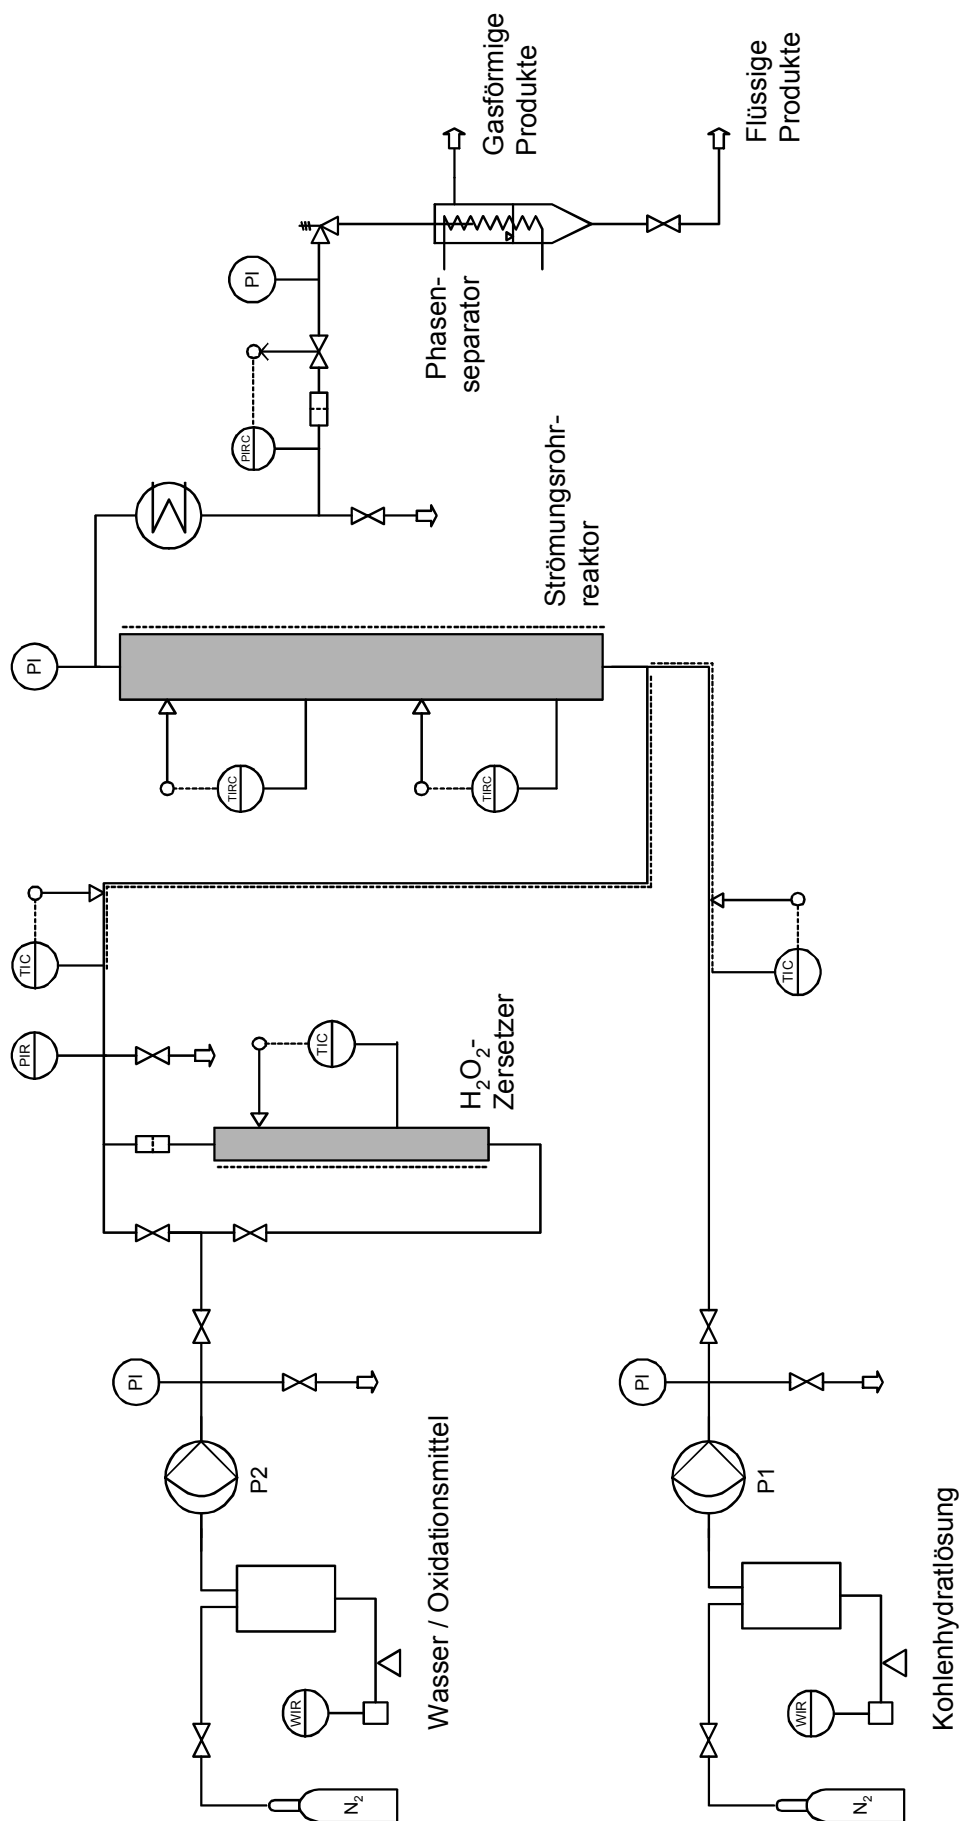 N2
WIR
Wasser / Oxidationsmittel
P2
PI
H2O2-
Zersetzer
TIC
PIR
TIC
TIRC
TIRC
PI
Strömungsrohr-
reaktor
PIRC
PI
Phasen-
separator
Gasförmige
Produkte
N2
WIR
Kohlenhydratlösung
P1
PI
TIC
Flüssige
Produkte